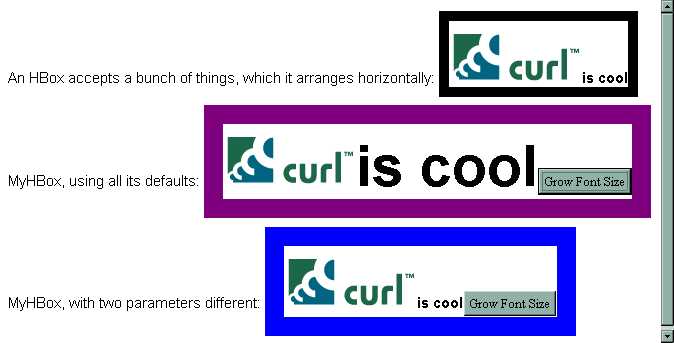 An HBox accepts a bunch of things, which it arranges horizontally: curl™ is cool
MyHBox, using all its defaults: curl™ is cool Grow Font Size
MyHBox, with two parameters different: curl™ is cool Grow Font Size